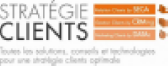 STRATÉGIE
CLIENTS
Toutes les solutions, conseils et technologies
pour une stratégie clients optimale